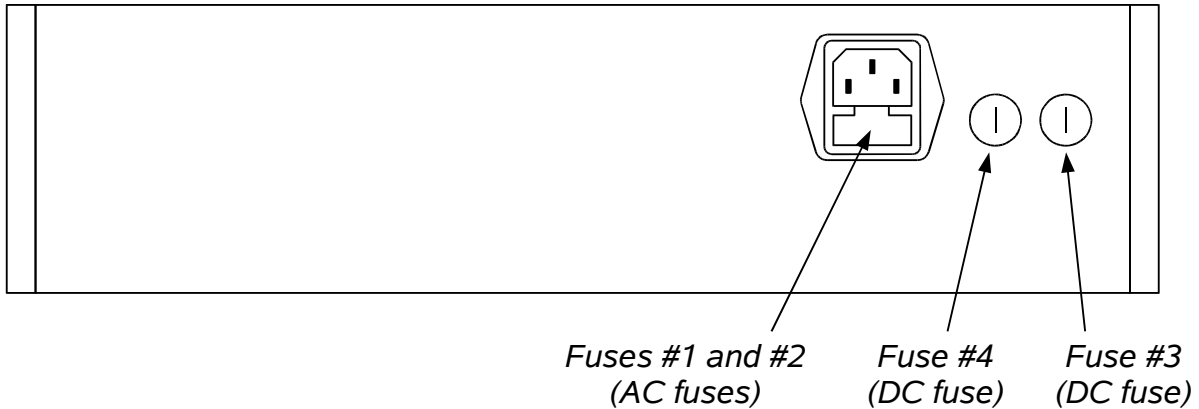 Fuses #1 and #2
(AC fuses)
Fuse #4
(DC fuse)
Fuse #3
(DC fuse)